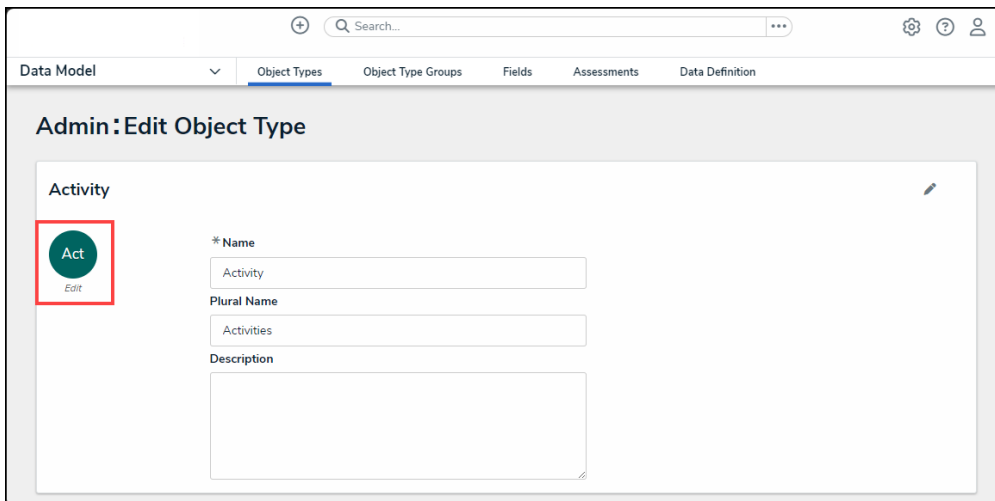 Search...
Data Model Object Types Object Type Groups Fields Assessments Data Definition
Admin:Edit Object Type
Activity
Act
Edit
*Name
Activity
Plural Name
Activities
Description